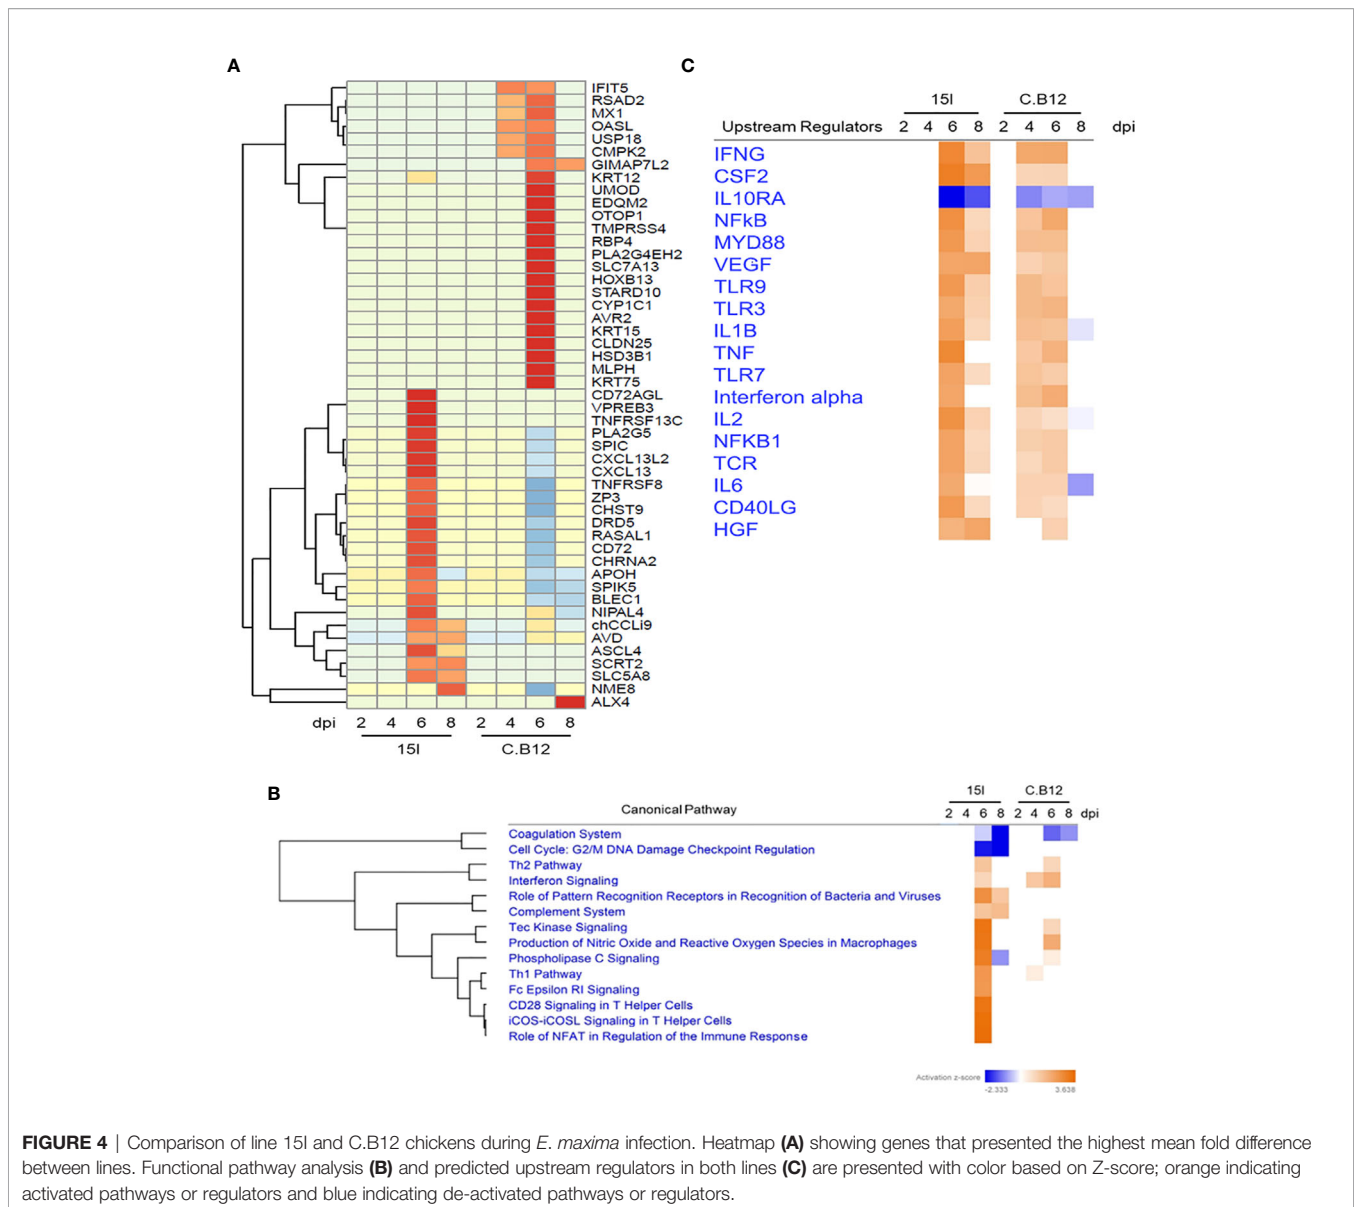 A
IFIT5
RSAD2
MX1
OASL
USP18
CMPK2
GIMAP7L2
KRT12
UMOD
EDQM2
OTOP1
TMPRSS4
RBP4
PLA2G4EH2
SLC7A13
HOXB13
STARD10
CYP1C1
AVR2
KRT15
CLDN25
HSD3B1
MLPH
KRT75
CD72AGL
VPREB3
TNFRSF13C
PLA2G5
SPIC
CXCL13L2
CXCL13
TNFRSF8
ZP3
CHST9
DRD5
RASAL1
CD72
CHRNA2
APOH
SPIK5
BLEC1
NIPAL4
chCCLi9
AVD
ASCL4
SCRT2
SLC5A8
NME8
ALX4
dpi 2 4 6 8 2 4 6 8
15I C.B12
C
15I C.B12
Upstream Regulators 2 4 6 8 2 4 6 8 dpi
IFNG
CSF2
IL10RA
NFkB
MYD88
VEGF
TLR9
TLR3
IL1B
TNF
TLR7
Interferon alpha
IL2
NFKB1
TCR
IL6
CD40LG
HGF
B
15I C.B12
Canonical Pathway 2 4 6 8 2 4 6 8 dpi
Coagulation System
Cell Cycle: G2/M DNA Damage Checkpoint Regulation
Th2 Pathway
Interferon Signaling
Role of Pattern Recognition Receptors in Recognition of Bacteria and Viruses
Complement System
Tec Kinase Signaling
Production of Nitric Oxide and Reactive Oxygen Species in Macrophages
Phospholipase C Signaling
Th1 Pathway
Fc Epsilon RI Signaling
CD28 Signaling in T Helper Cells
iCOS-iCOSL Signaling in T Helper Cells
Role of NFAT in Regulation of the Immune Response
Activation z-score
-2.333 3.638
FIGURE 4 | Comparison of line 15I and C.B12 chickens during E. maxima infection. Heatmap (A) showing genes that presented the highest mean fold difference
between lines. Functional pathway analysis (B) and predicted upstream regulators in both lines (C) are presented with color based on Z-score; orange indicating
activated pathways or regulators and blue indicating de-activated pathways or regulators.